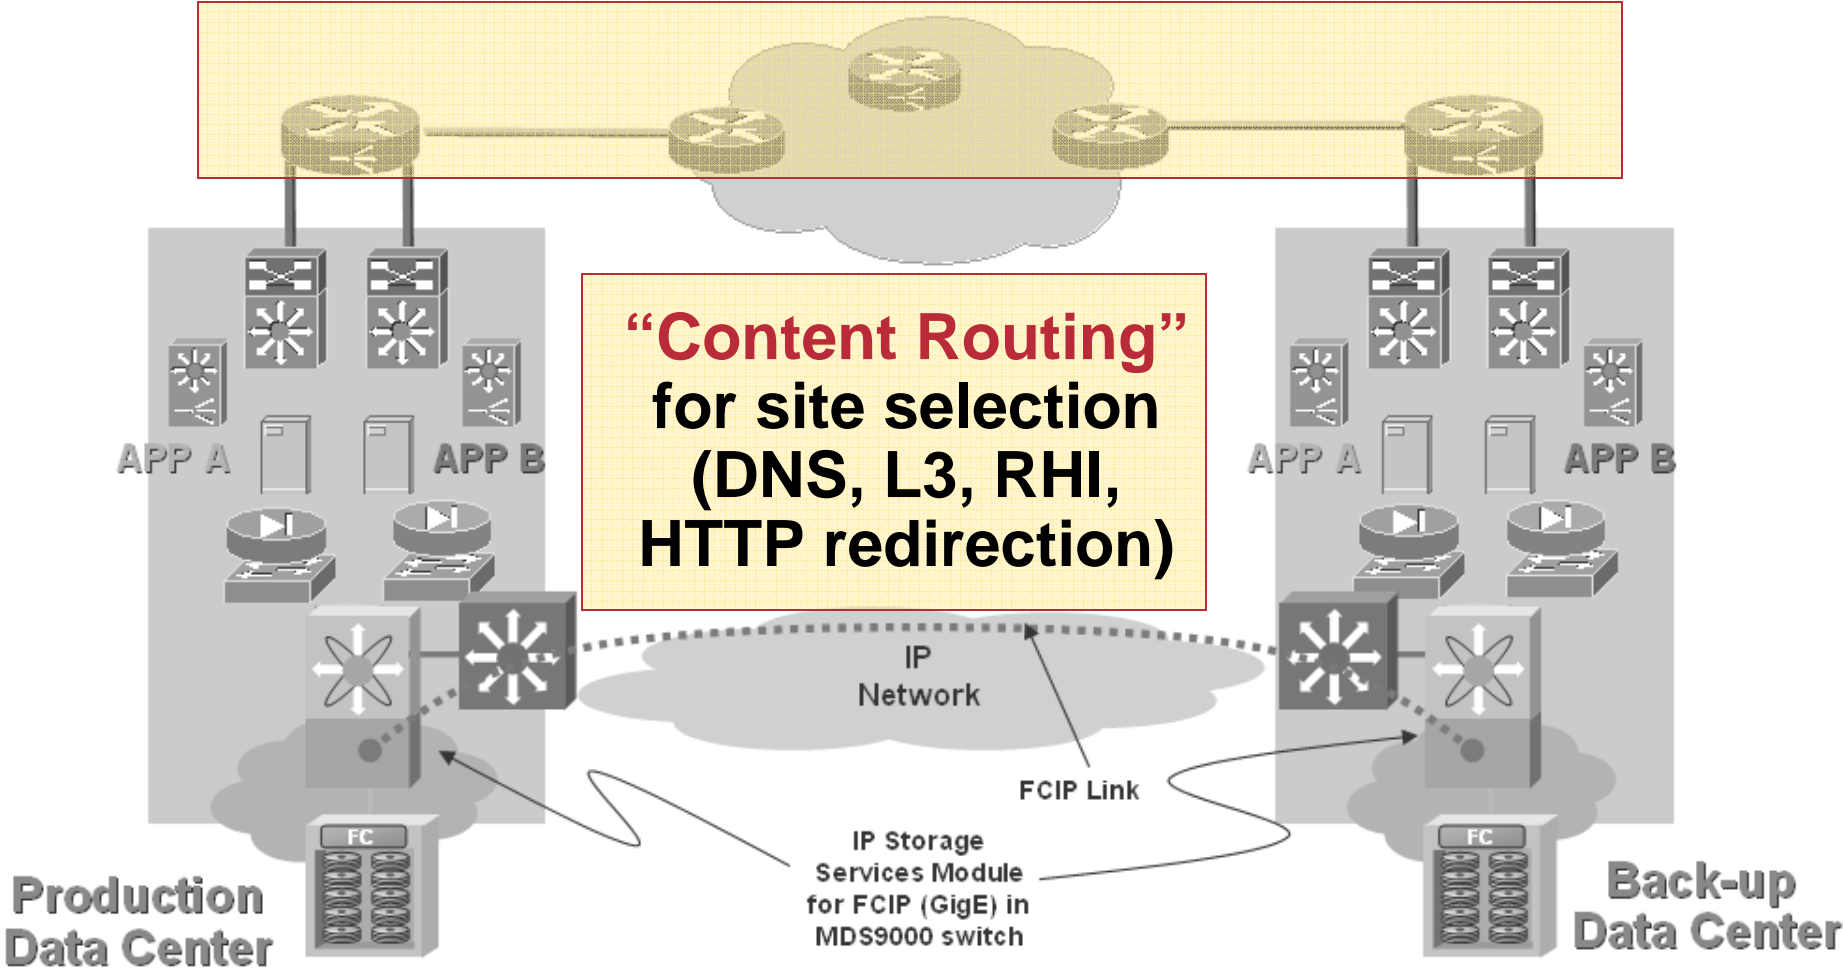 “Content Routing”
for site selection
(DNS, L3, RHI,
HTTP redirection)
APP A
APP B
APP A
APP B
IP
Network
FCIP Link
IP Storage
Services Module
for FCIP (GigE) in
MDS9000 switch
FC
FC
Production
Data Center
Back-up
Data Center